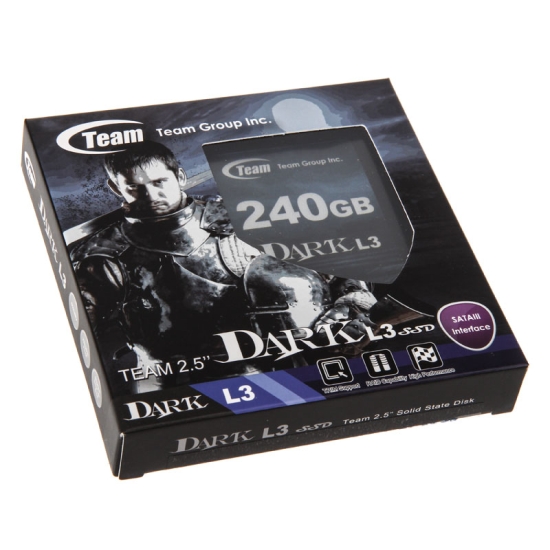 Team Team Group Inc.
Team Team Group Inc.
240GB
DARK L3
DARK L3
TEAM 2.5" DARK L3 SSD
SATAIII
Interface
TRIM Support RAID Capability High Performance
DARK L3
DARK L3 SSD Team 2.5" Solid State Disk